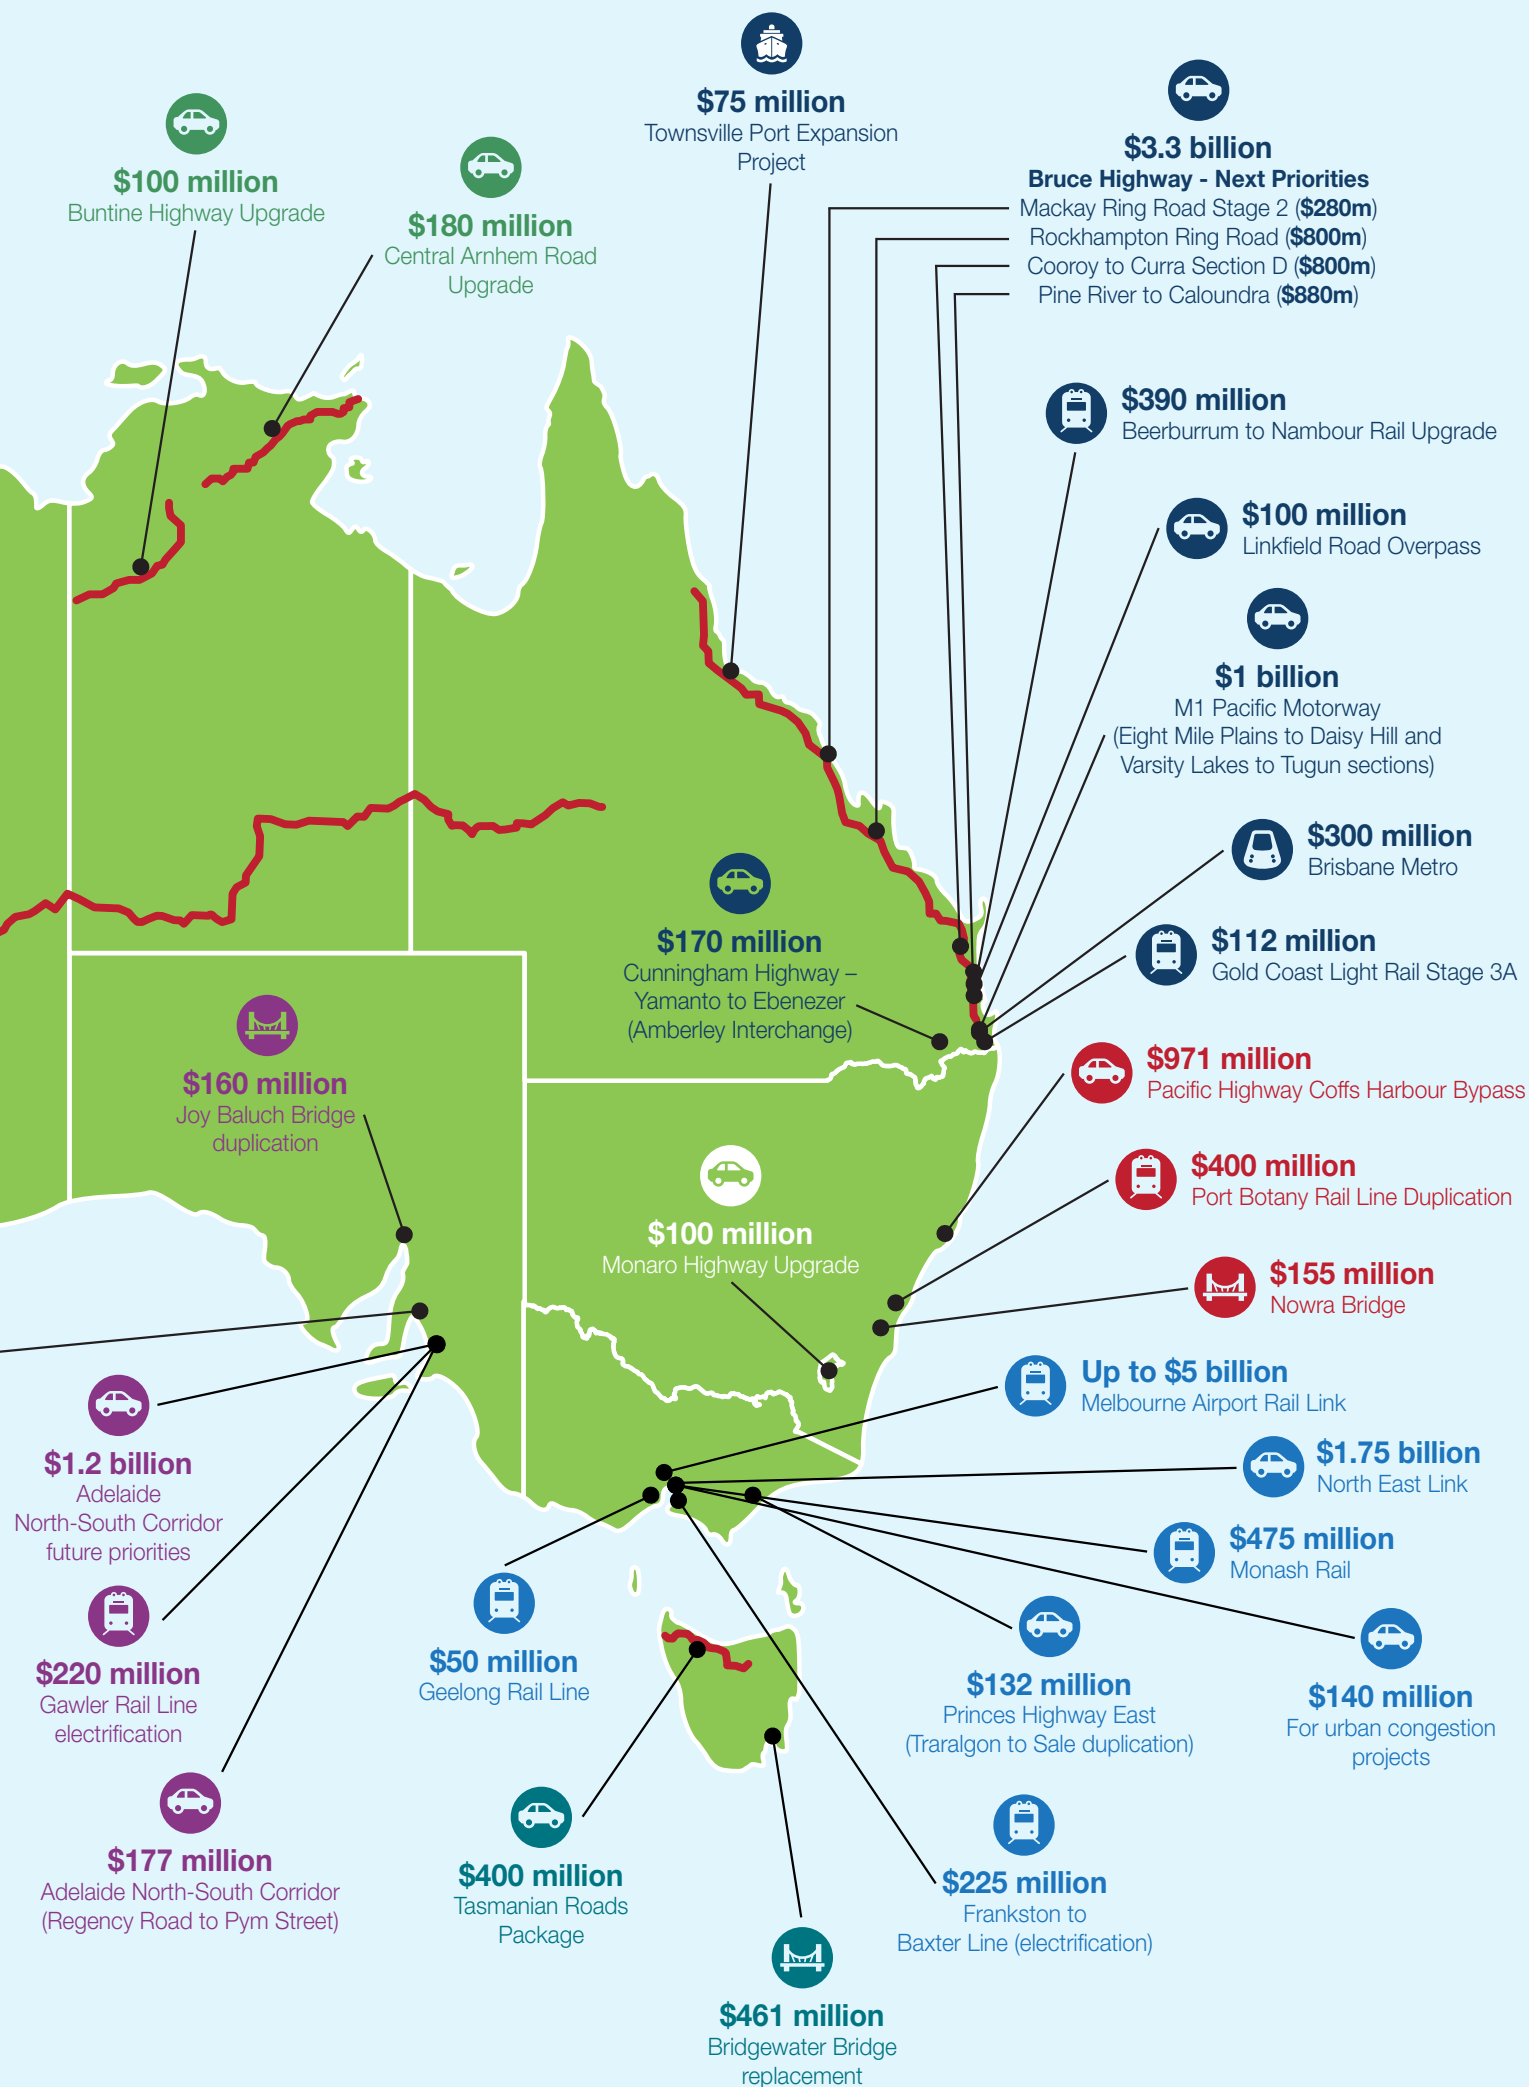 $75 million
Townsville Port Expansion
Project
$100 million
Buntine Highway Upgrade
$180 million
Central Arnhem Road
Upgrade
$3.3 billion
Bruce Highway - Next Priorities
Mackay Ring Road Stage 2 ($280m)
Rockhampton Ring Road ($800m)
Cooroy to Curra Section D ($800m)
Pine River to Caloundra ($880m)
$390 million
Beerburrum to Nambour Rail Upgrade
$100 million
Linkfield Road Overpass
$1 billion
M1 Pacific Motorway
(Eight Mile Plains to Daisy Hill and
Varsity Lakes to Tugun sections)
$300 million
Brisbane Metro
$170 million
Cunningham Highway –
Yamanto to Ebenezer
(Amberley Interchange)
$112 million
Gold Coast Light Rail Stage 3A
$160 million
Joy Baluch Bridge
duplication
$971 million
Pacific Highway Coffs Harbour Bypass
$400 million
Port Botany Rail Line Duplication
$100 million
Monaro Highway Upgrade
$155 million
Nowra Bridge
Up to $5 billion
Melbourne Airport Rail Link
$1.2 billion
Adelaide
North-South Corridor
future priorities
$1.75 billion
North East Link
$475 million
Monash Rail
$220 million
Gawler Rail Line
electrification
$50 million
Geelong Rail Line
$132 million
Princes Highway East
(Traralgon to Sale duplication)
$140 million
For urban congestion
projects
$177 million
Adelaide North-South Corridor
(Regency Road to Pym Street)
$400 million
Tasmanian Roads
Package
$225 million
Frankston to
Baxter Line (electrification)
$461 million
Bridgewater Bridge
replacement